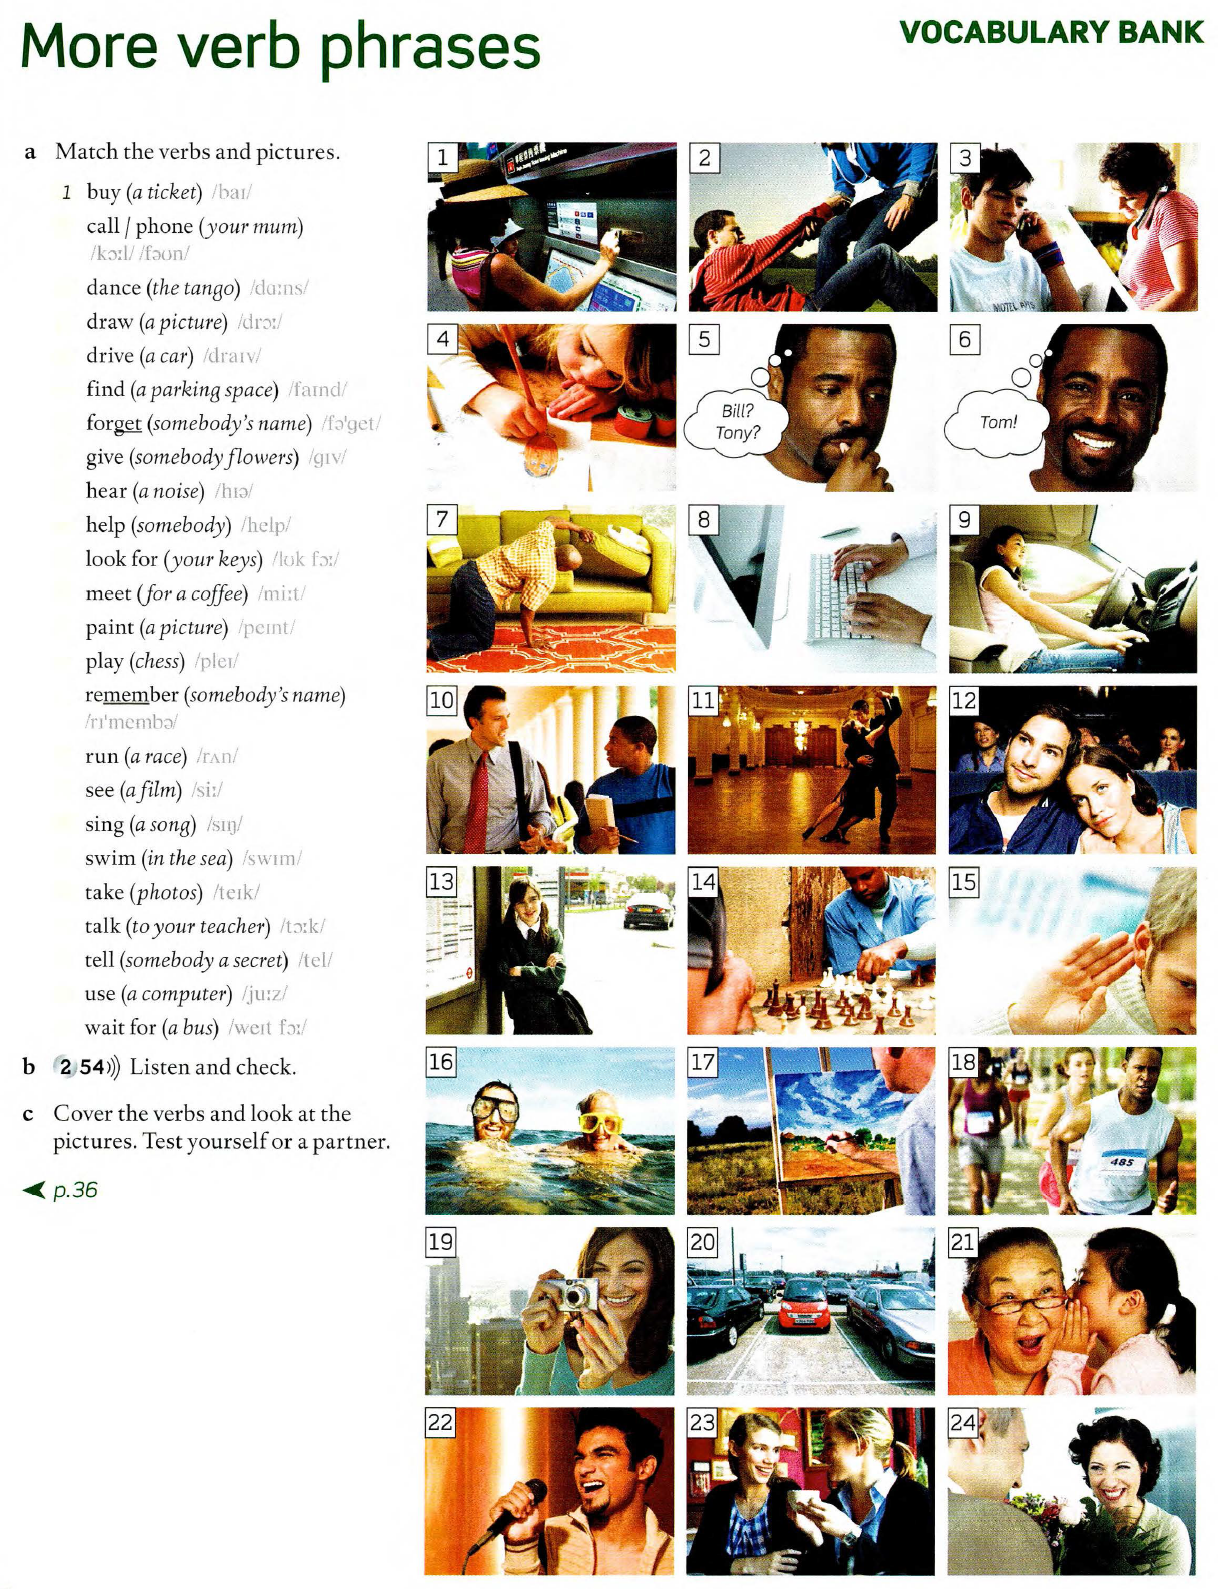 More verb phrases
VOCABULARY BANK
a Match the verbs and pictures.
1 buy (a ticket) /baɪ/
call / phone (your mum)
/kɔːl/ /fəʊn/
dance (the tango) /dɑːns/
draw (a picture) /drɔː/
drive (a car) /draɪv/
find (a parking space) /faɪnd/
forget (somebody's name) /fə'get/
give (somebody flowers) /gɪv/
hear (a noise) /hɪə/
help (somebody) /help/
look for (your keys) /lʊk fɔː/
meet (for a coffee) /miːt/
paint (a picture) /peɪnt/
play (chess) /pleɪ/
remember (somebody's name)
/rɪ'membə/
run (a race) /rʌn/
see (a film) /siː/
sing (a song) /sɪŋ/
swim (in the sea) /swɪm/
take (photos) /teɪk/
talk (to your teacher) /tɔːk/
tell (somebody a secret) /tel/
use (a computer) /juːz/
wait for (a bus) /weɪt fɔː/
b 2 54 Listen and check.
c Cover the verbs and look at the
pictures. Test yourself or a partner.
p.36
1
2
3
MOTEL
4
5
Bill?
Tony?
6
Tom!
7
8
9
10
11
12
13
14
15
16
17
18
485
19
20
21
22
23
24